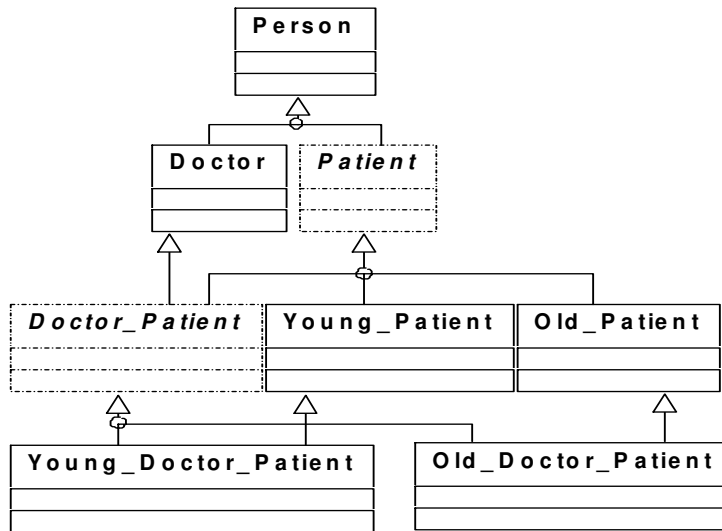 Person
Doctor
Patient
Doctor_Patient
Young_Patient
Old_Patient
Young_Doctor_Patient
Old_Doctor_Patient